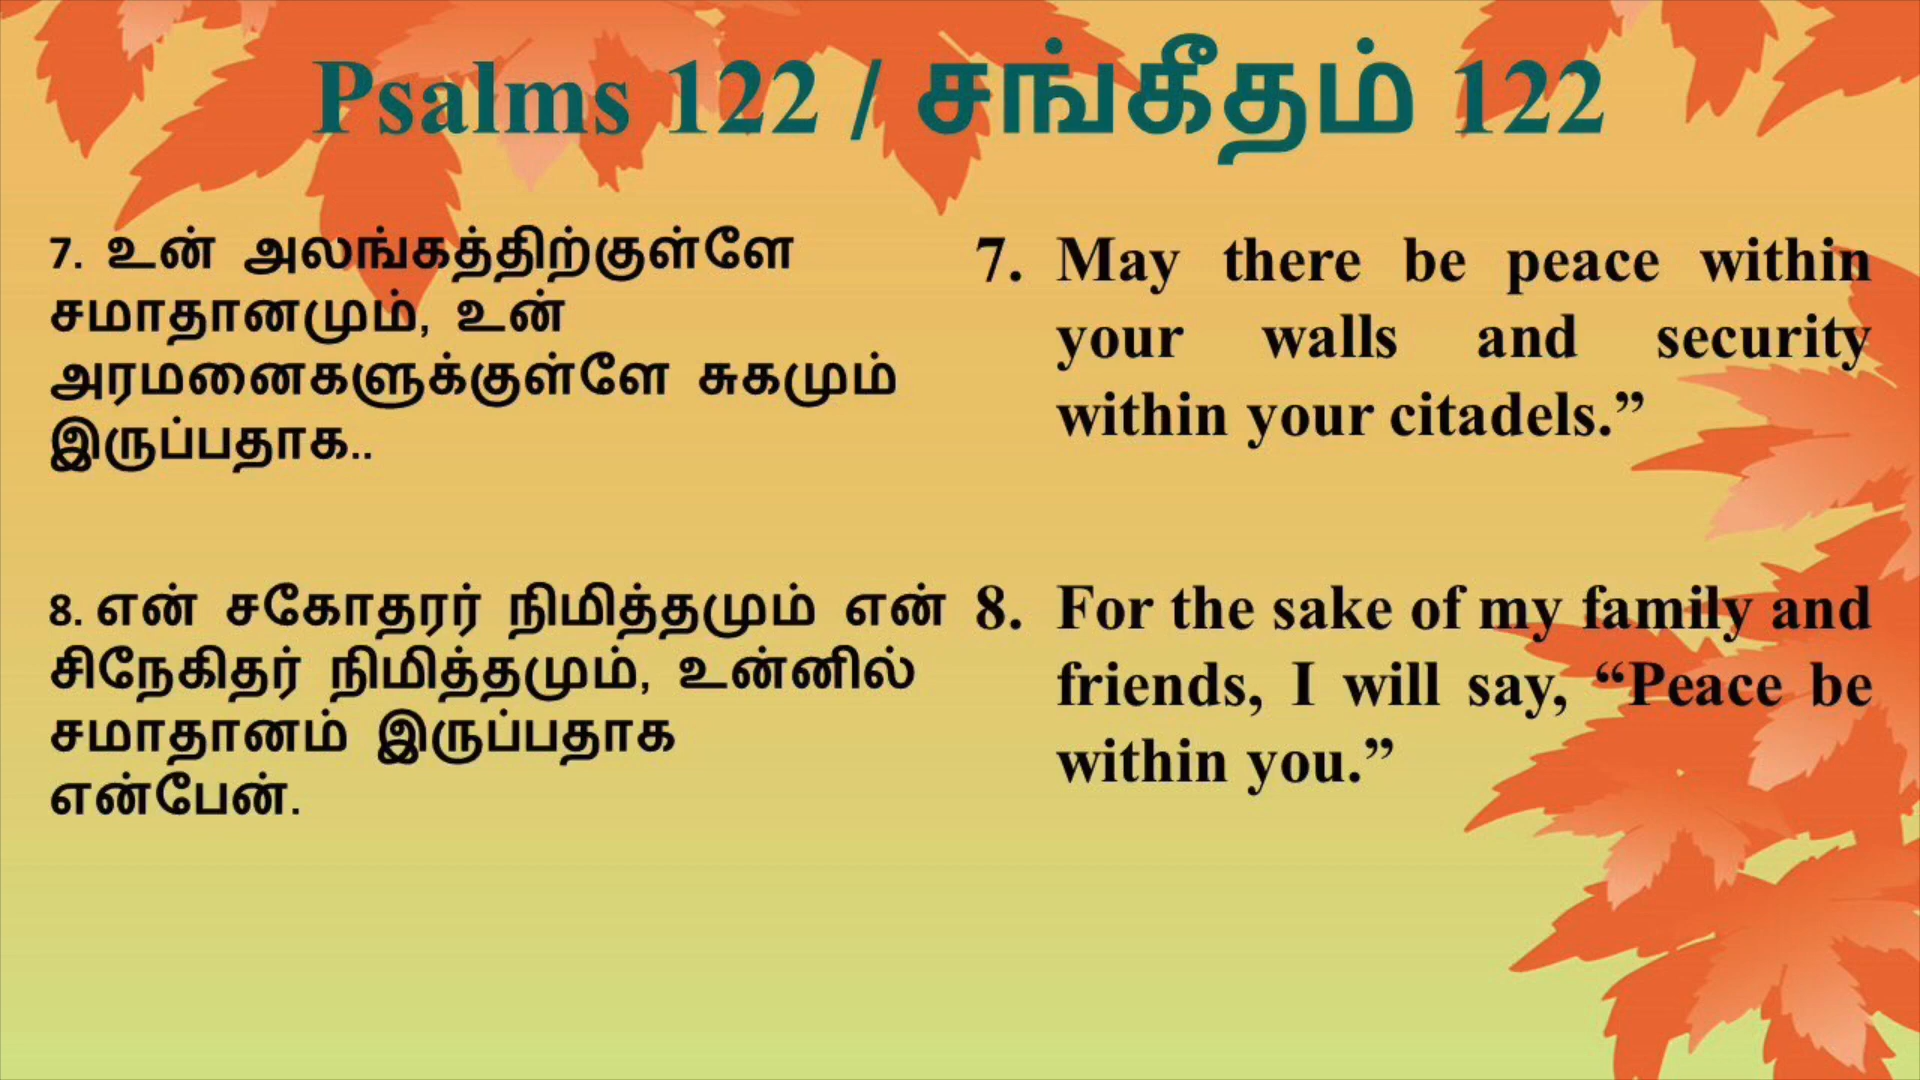 Psalms 122 / சங்கீதம் 122
7. உன் அலங்கத்திற்குள்ளே
சமாதானமும், உன்
அரமனைகளுக்குள்ளே சுகமும்
இருப்பதாக..
8. என் சகோதரர் நிமித்தமும் என்
சிநேகிதர் நிமித்தமும், உன்னில்
சமாதானம் இருப்பதாக
என்பேன்.
7. May there be peace within
your walls and security
within your citadels.”
8. For the sake of my family and
friends, I will say, “Peace be
within you.”